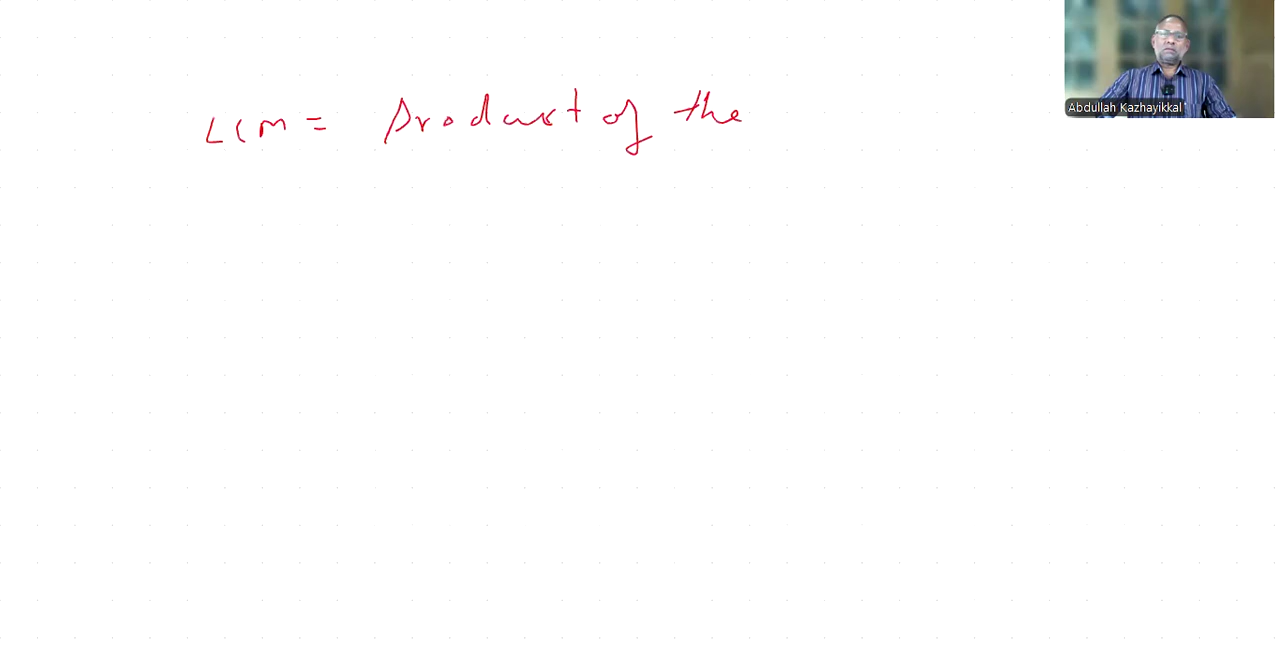 LCM = Product of the
Abdullah Kazhayikkal